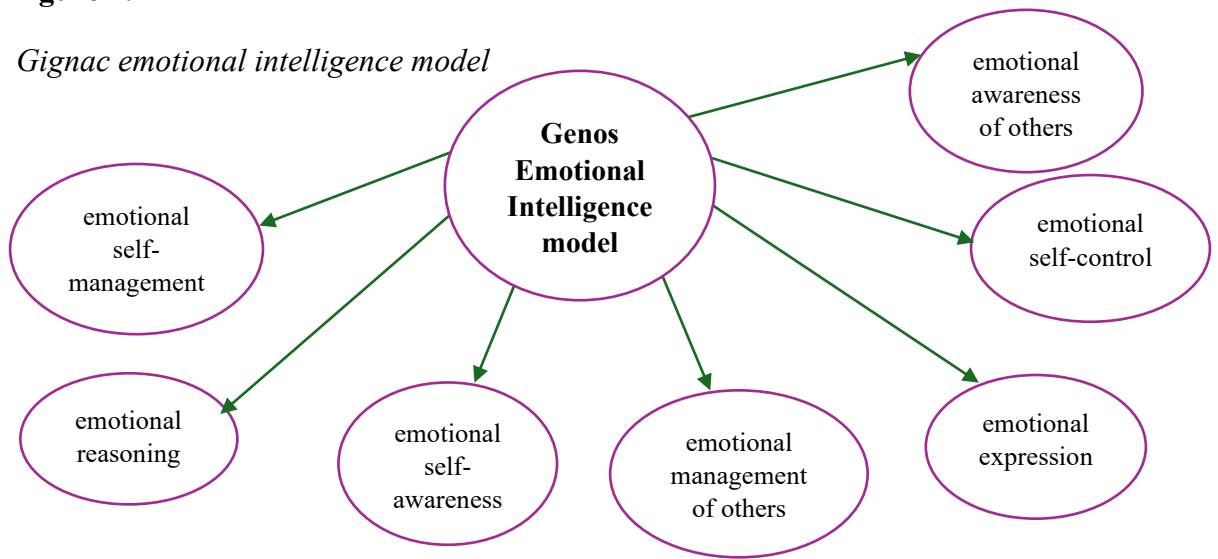 Gignac emotional intelligence model
Genos
Emotional
Intelligence
model
emotional
awareness
of others
emotional
self-control
emotional
expression
emotional
management
of others
emotional
self-
awareness
emotional
reasoning
emotional
self-
management